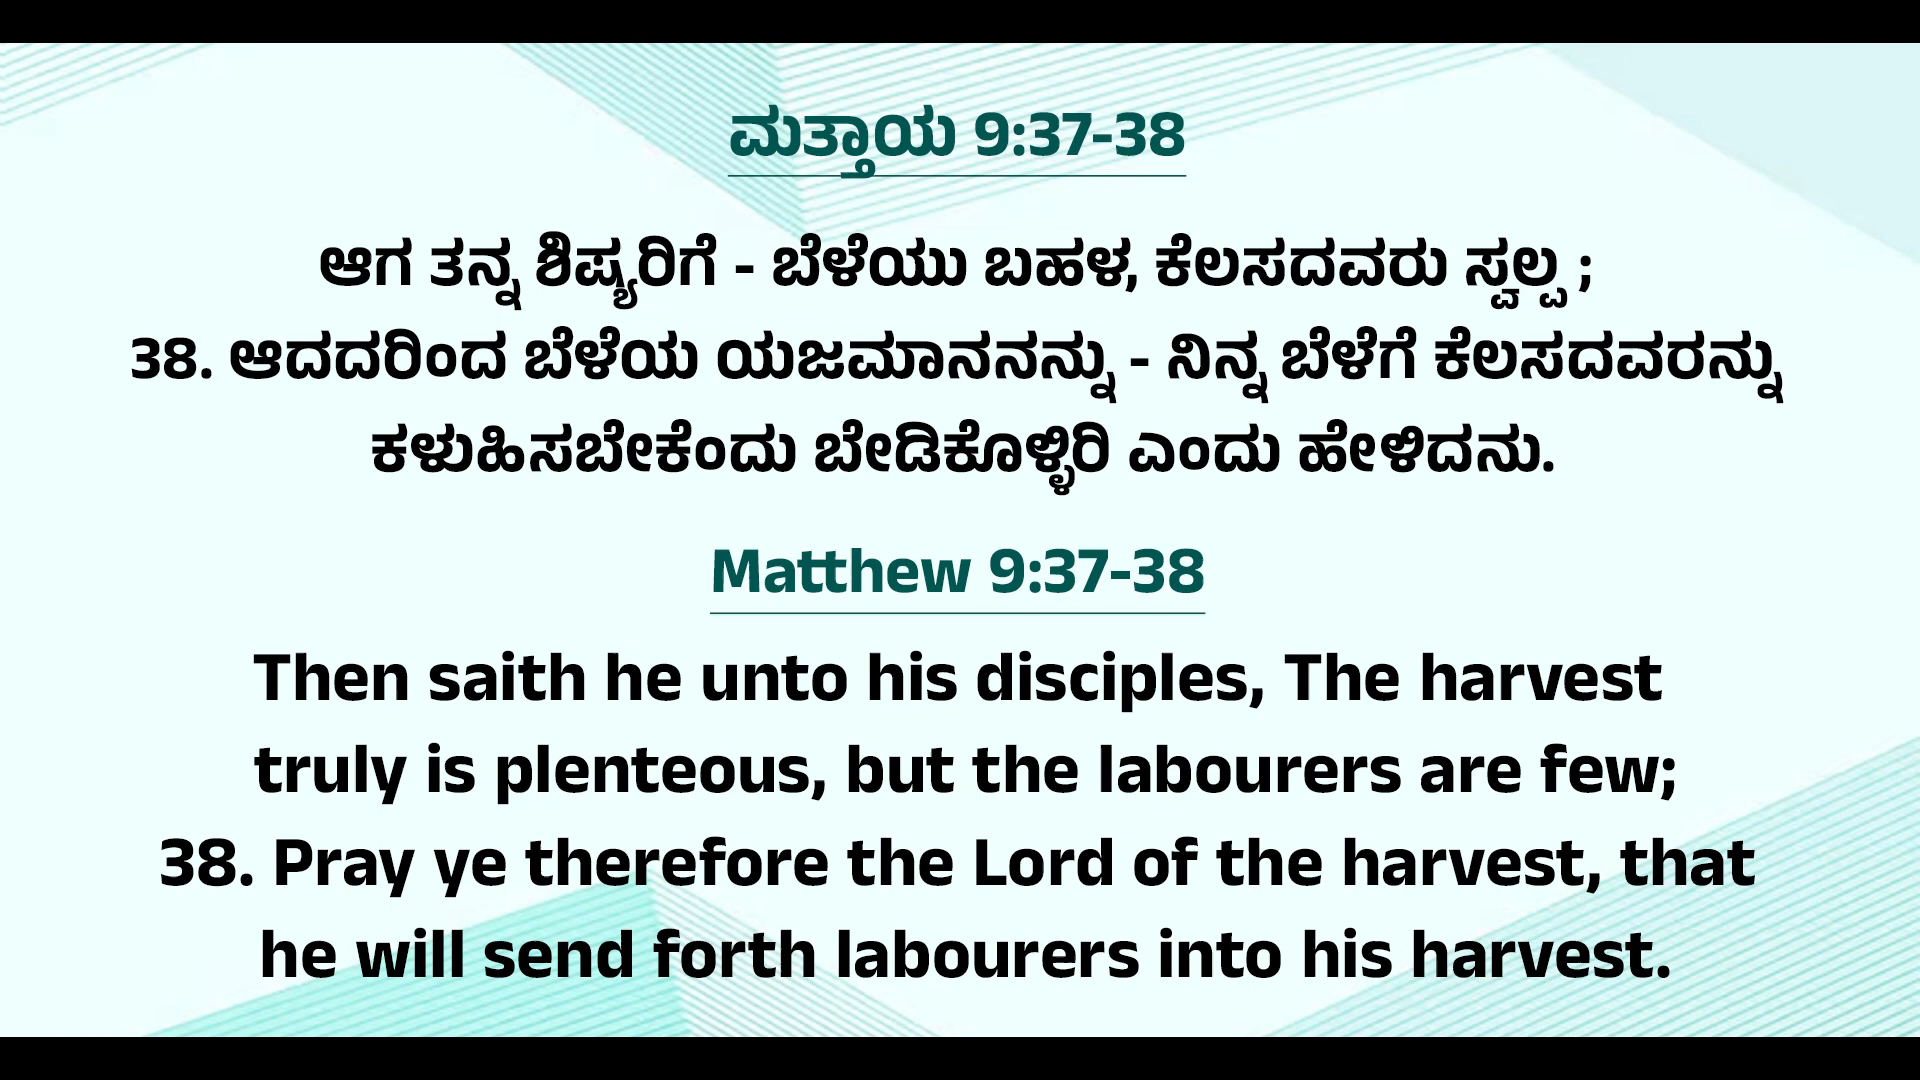 ಮತ್ತಾಯ 9:37-38
ಆಗ ತನ್ನ ಶಿಷ್ಯರಿಗೆ - ಬೆಳೆಯು ಬಹಳ, ಕೆಲಸದವರು ಸ್ವಲ್ಪ ;
38. ಆದದರಿಂದ ಬೆಳೆಯ ಯಜಮಾನನನ್ನು - ನಿನ್ನ ಬೆಳೆಗೆ ಕೆಲಸದವರನ್ನು
ಕಳುಹಿಸಬೇಕೆಂದು ಬೇಡಿಕೊಳ್ಳಿರಿ ಎಂದು ಹೇಳಿದನು.
Matthew 9:37-38
Then saith he unto his disciples, The harvest
truly is plenteous, but the labourers are few;
38. Pray ye therefore the Lord of the harvest, that
he will send forth labourers into his harvest.